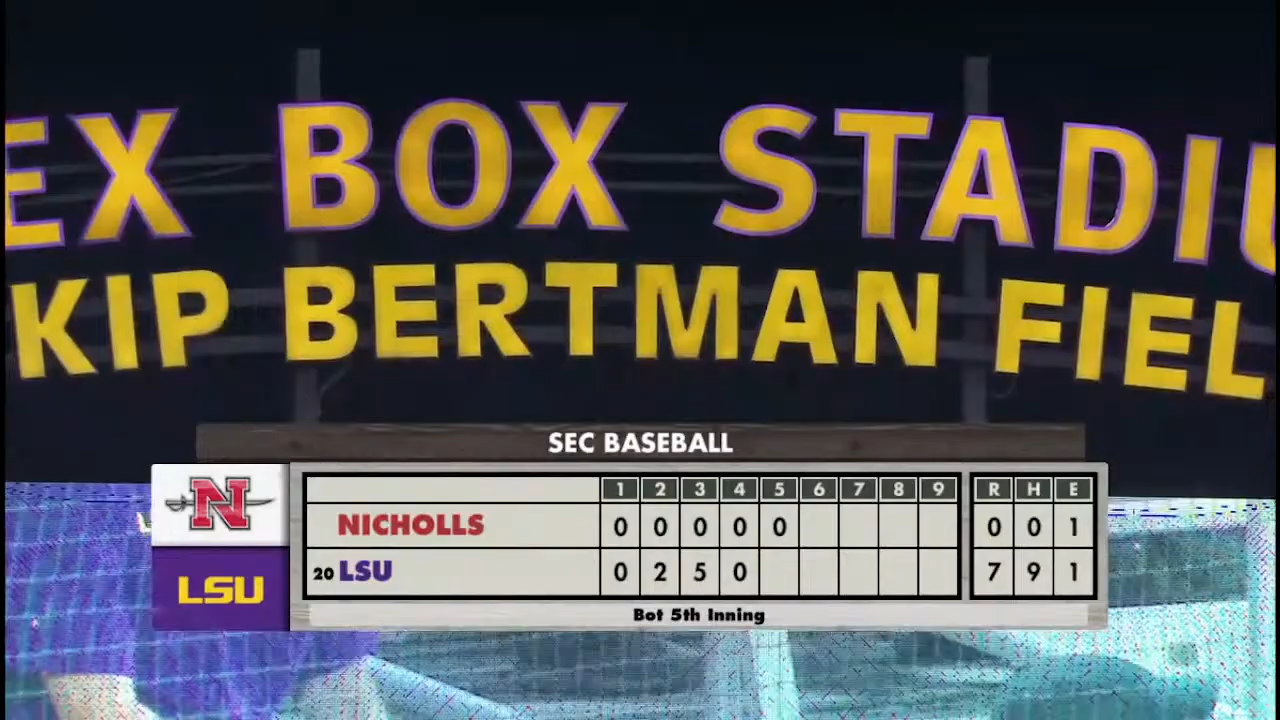 EX BOX STADIU
KIP BERTMAN FIEL
SEC BASEBALL
1 2 3 4 5 6 7 8 9 R H E
N NICHOLLS 0 0 0 0 0 0 0 1
LSU 20 LSU 0 2 5 0 7 9 1
Bot 5th Inning